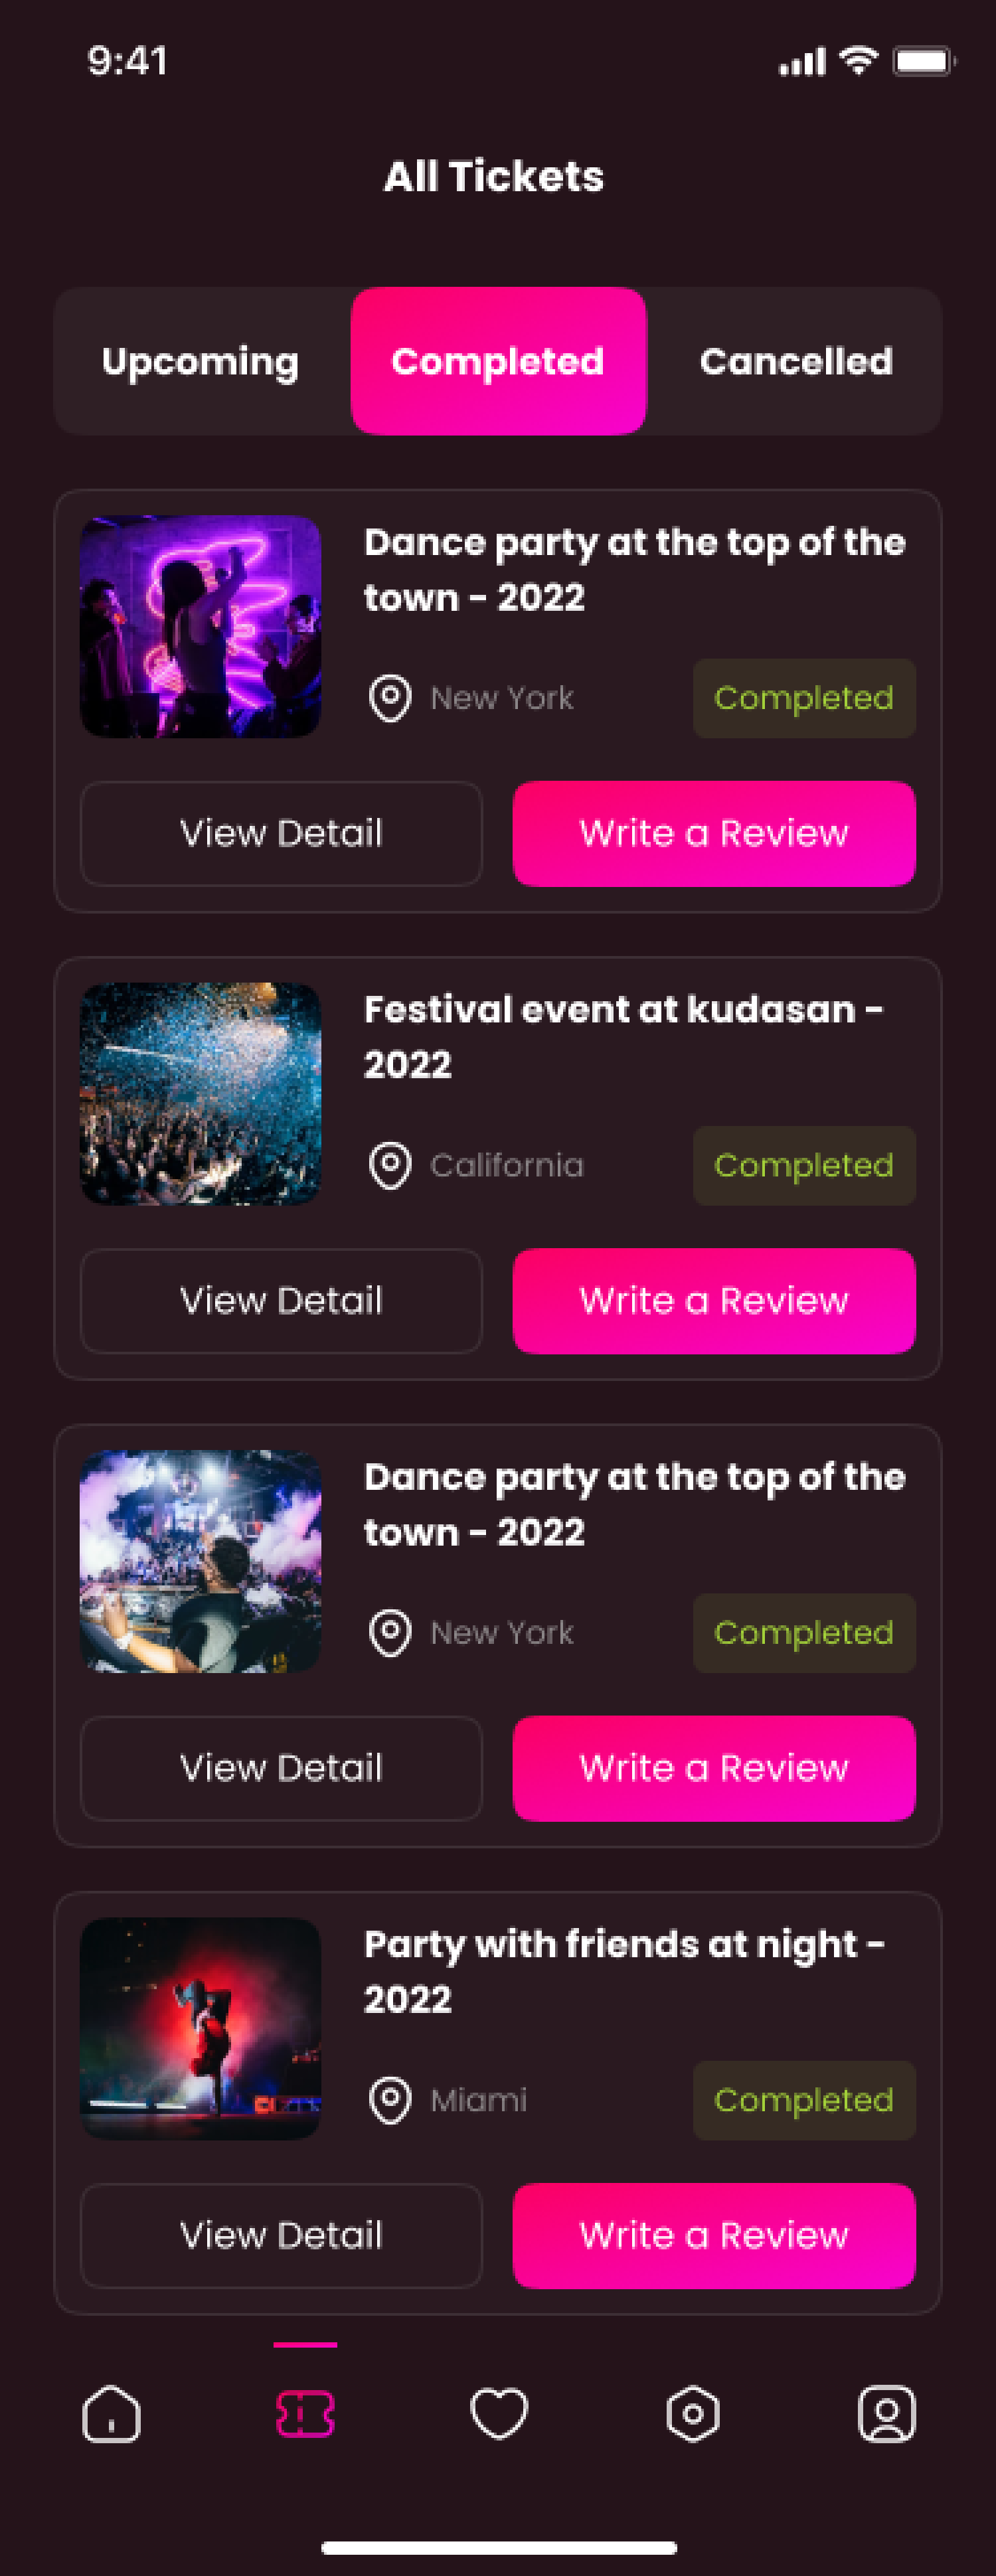 9:41
All Tickets
Upcoming Completed Cancelled
Dance party at the top of the
town - 2022
New York Completed
View Detail Write a Review
Festival event at kudasan -
2022
California Completed
View Detail Write a Review
Dance party at the top of the
town - 2022
New York Completed
View Detail Write a Review
Party with friends at night -
2022
Miami Completed
View Detail Write a Review